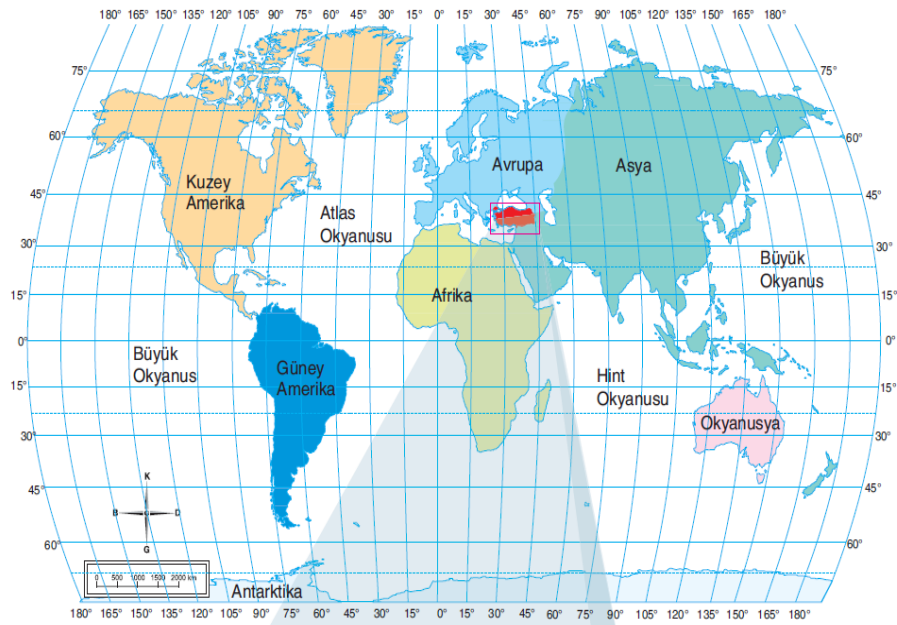 180° 165° 150° 135° 120° 105° 90° 75° 60° 45° 30° 15° 0° 15° 30° 45° 60° 75° 90° 105° 120° 135° 150° 165° 180°
75° 75°
60° 60°
Avrupa
Asya
Kuzey
Amerika
45° 45°
Atlas
Okyanusu
30° 30°
Büyük
Okyanus
15° 15°
Afrika
0° 0°
Büyük
Okyanus
Güney
Amerika
Hint
Okyanusu
15° 15°
Okyanusya
30° 30°
45° 45°
K
B D
G
60° 60°
0 500 1000 1500 2000 km
Antarktika
180° 165° 150° 135° 120° 105° 90° 75° 60° 45° 30° 15° 0° 15° 30° 45° 60° 75° 90° 105° 120° 135° 150° 165° 180°